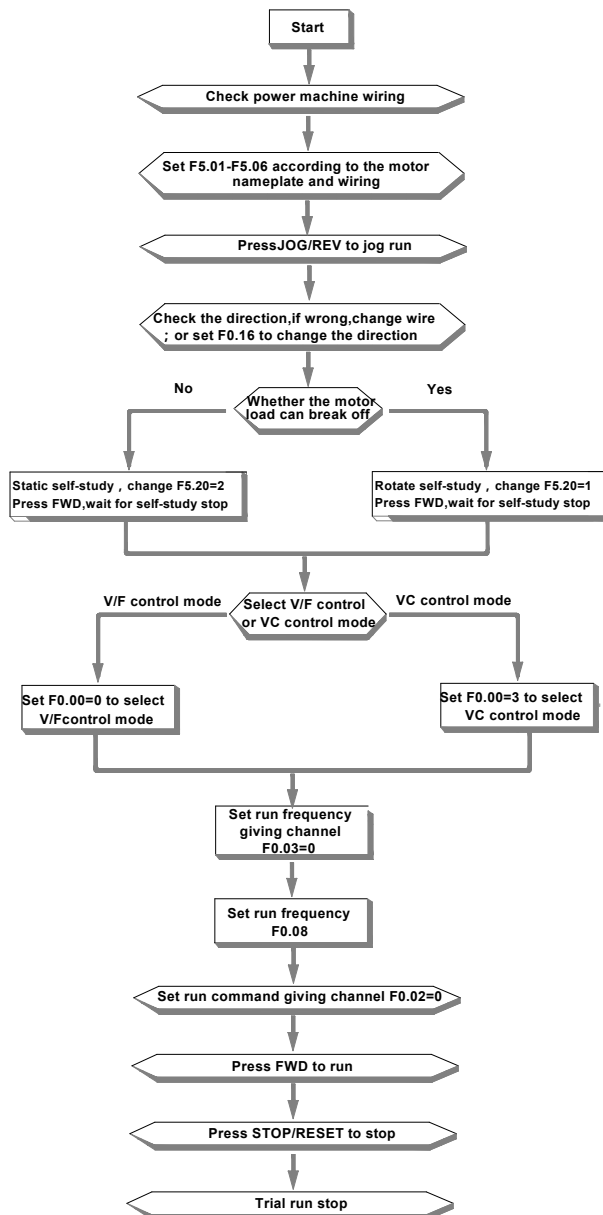 Start
Check power machine wiring
Set F5.01-F5.06 according to the motor
nameplate and wiring
PressJOG/REV to jog run
Check the direction,if wrong,change wire
; or set F0.16 to change the direction
No
Whether the motor
load can break off
Yes
Static self-study , change F5.20=2
Press FWD,wait for self-study stop
Rotate self-study , change F5.20=1
Press FWD,wait for self-study stop
V/F control mode
Select V/F control
or VC control mode
VC control mode
Set F0.00=0 to select
V/Fcontrol mode
Set F0.00=3 to select
VC control mode
Set run frequency
giving channel
F0.03=0
Set run frequency
F0.08
Set run command giving channel F0.02=0
Press FWD to run
Press STOP/RESET to stop
Trial run stop